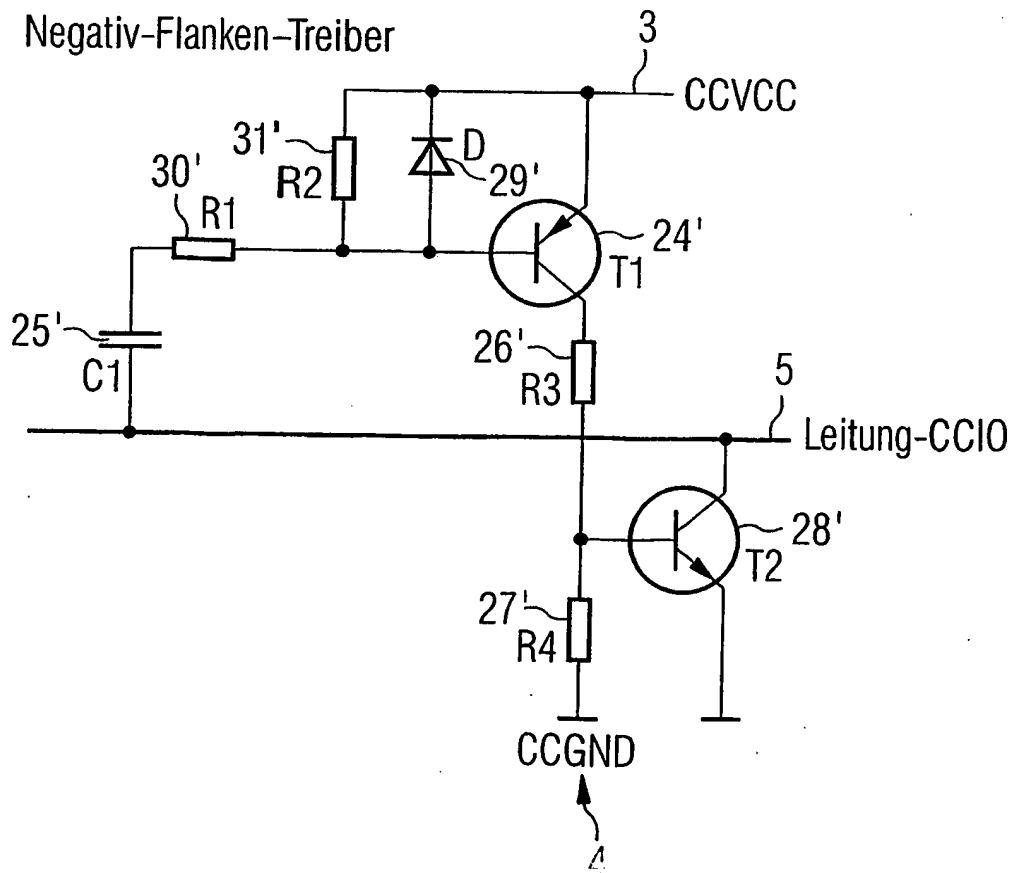 Negativ-Flanken-Treiber
3
CCVCC
31'
R2
D
29'
30'
R1
24'
T1
25'
C1
26'
R3
5
Leitung-CCIO
28'
T2
27'
R4
CCGND
4